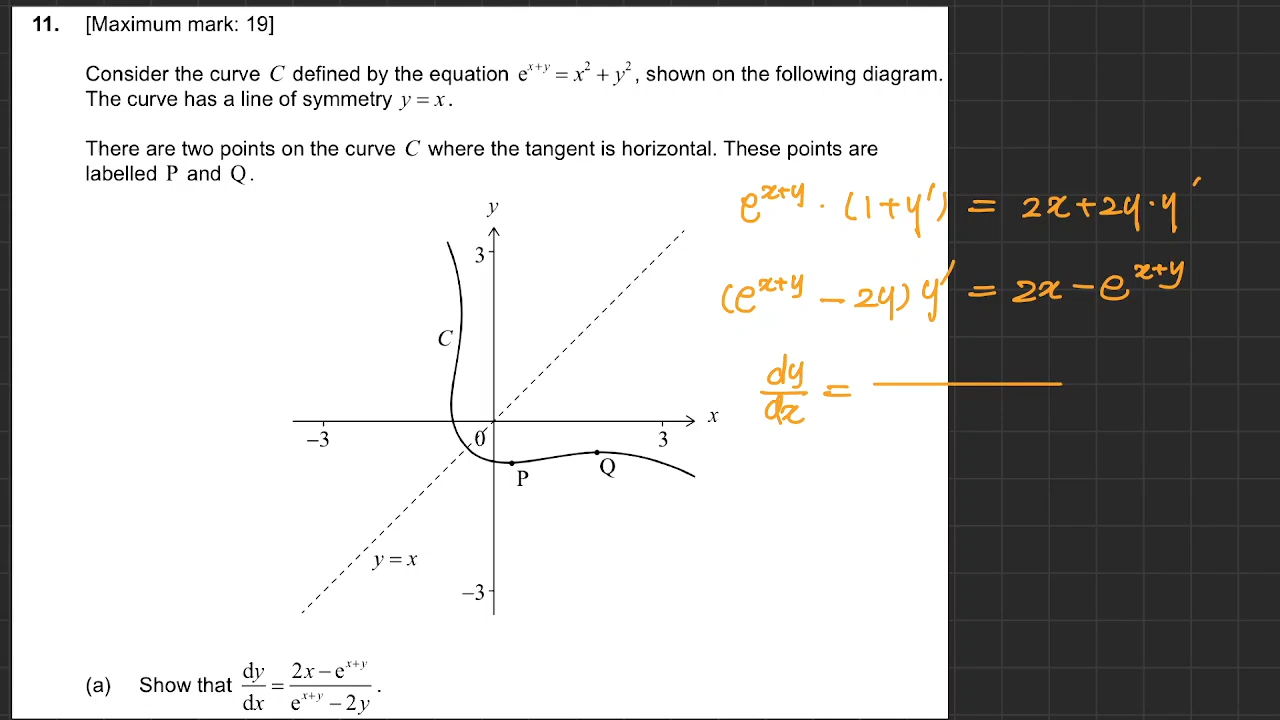 11. [Maximum mark: 19]
Consider the curve C defined by the equation e^{x+y} = x^2 + y^2, shown on the following diagram.
The curve has a line of symmetry y = x.
There are two points on the curve C where the tangent is horizontal. These points are
labelled P and Q.
e^{x+y} · (1+y') = 2x+2y·y'
(e^{x+y} − 2y) y' = 2x − e^{x+y}
dy/dx =
y
3
C
−3
0
3
x
P
Q
y = x
−3
(a) Show that dy/dx = (2x − e^{x+y})/(e^{x+y} − 2y).